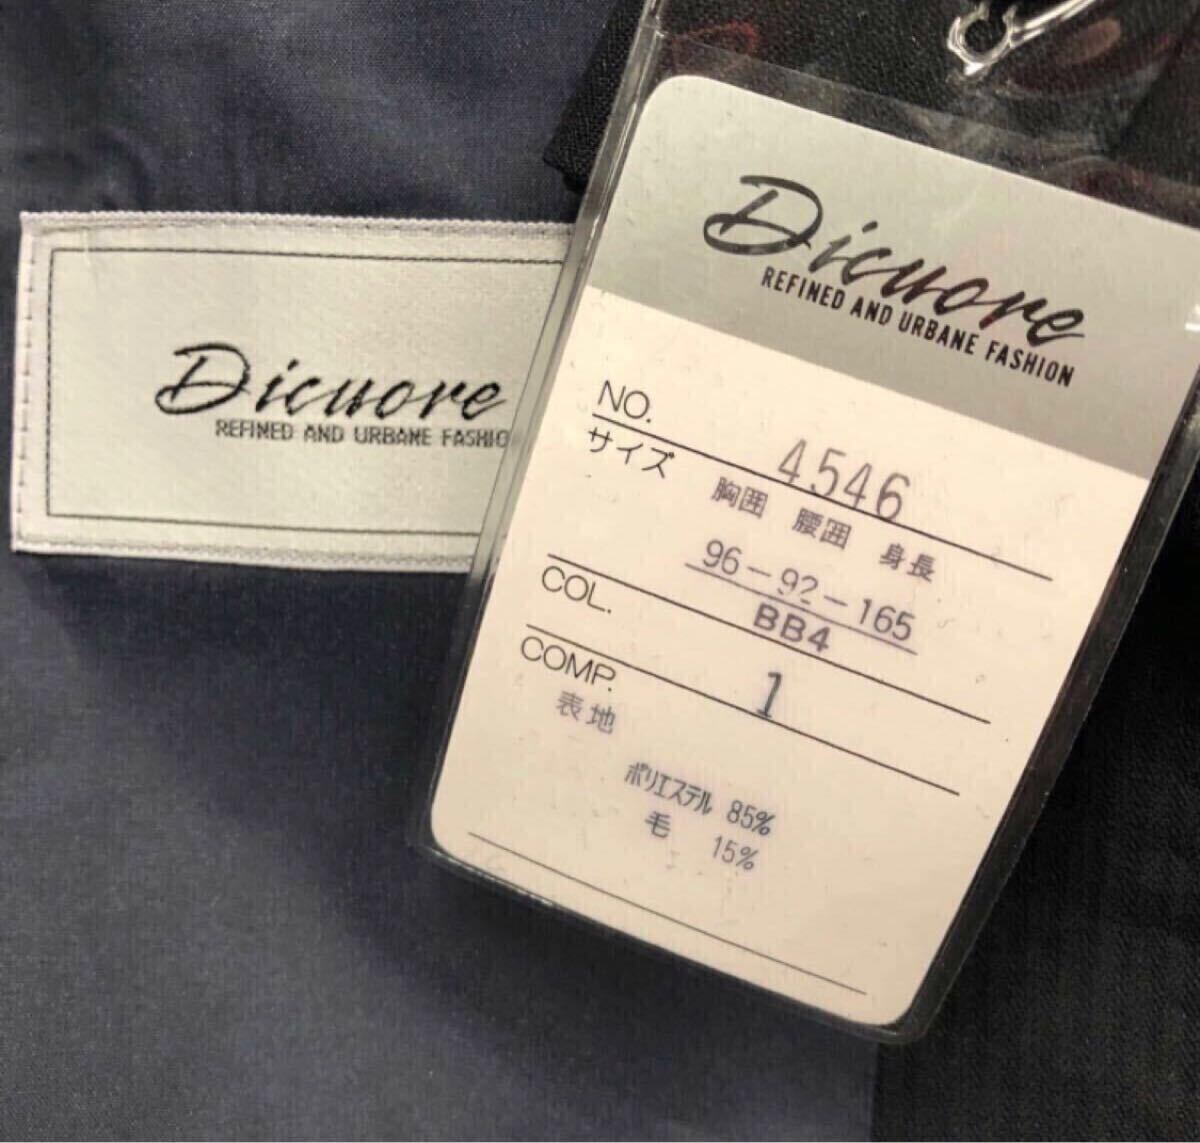 Dicuore
REFINED AND URBANE FASHIO
Dicuore
REFINED AND URBANE FASHION
NO. 4546
サイズ 胸囲 腰囲 身長
96-92-165
BB4
COL. 1
COMP.
表地
ポリエステル 85%
毛 15%